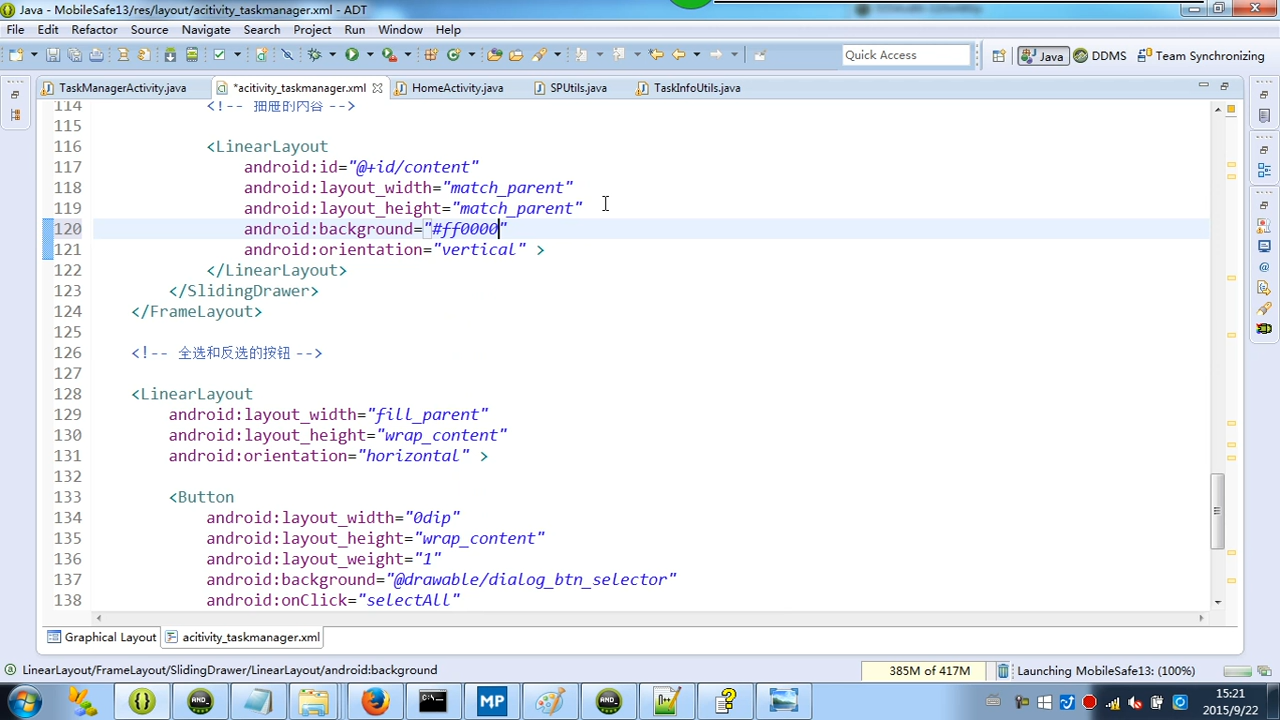 Java - MobileSafe13/res/layout/acitivity_taskmanager.xml - ADT
File Edit Refactor Source Navigate Search Project Run Window Help
Quick Access
Java DDMS Team Synchronizing
TaskManagerActivity.java *acitivity_taskmanager.xml HomeActivity.java SPUtils.java TaskInfoUtils.java
114 <!-- 抽屉的内容 -->
115
116 <LinearLayout
117 android:id="@+id/content"
118 android:layout_width="match_parent"
119 android:layout_height="match_parent"
120 android:background="#ff0000"
121 android:orientation="vertical" >
122 </LinearLayout>
123 </SlidingDrawer>
124 </FrameLayout>
125
126 <!-- 全选和反选的按钮 -->
127
128 <LinearLayout
129 android:layout_width="fill_parent"
130 android:layout_height="wrap_content"
131 android:orientation="horizontal" >
132
133 <Button
134 android:layout_width="0dip"
135 android:layout_height="wrap_content"
136 android:layout_weight="1"
137 android:background="@drawable/dialog_btn_selector"
138 android:onClick="selectAll"
Graphical Layout acitivity_taskmanager.xml
LinearLayout/FrameLayout/SlidingDrawer/LinearLayout/android:background
385M of 417M
Launching MobileSafe13: (100%)
MP
15:21
2015/9/22